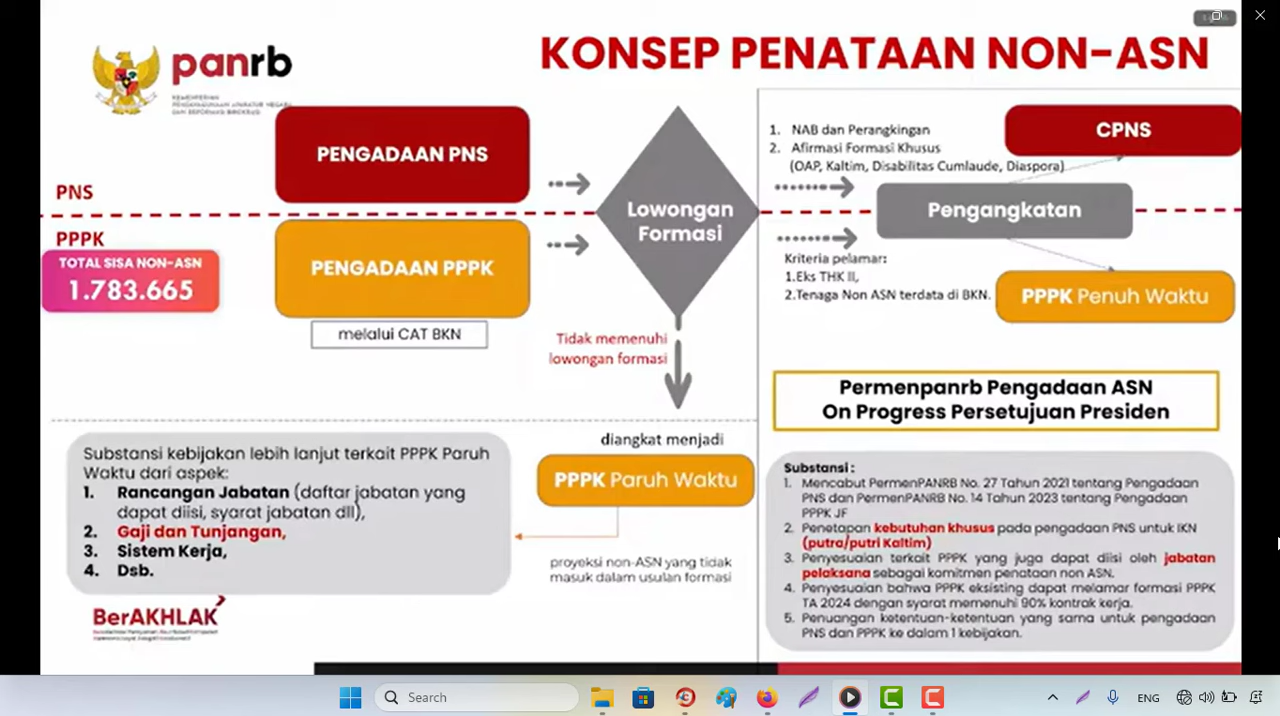 KONSEP PENATAAN NON-ASN
panrb
KEMENTERIAN
PENDAYAGUNAAN APARATUR NEGARA
DAN REFORMASI BIROKRASI
PENGADAAN PNS
PNS
PPPK
TOTAL SISA NON-ASN
1.783.665
PENGADAAN PPPK
melalui CAT BKN
Lowongan
Formasi
Tidak memenuhi
lowongan formasi
1. NAB dan Perangkingan
2. Afirmasi Formasi Khusus
(OAP, Kaltim, Disabilitas Cumlaude, Diaspora)
CPNS
Pengangkatan
Kriteria pelamar:
1.Eks THK II,
2.Tenaga Non ASN terdata di BKN.
PPPK Penuh Waktu
Permenpanrb Pengadaan ASN
On Progress Persetujuan Presiden
diangkat menjadi
PPPK Paruh Waktu
proyeksi non-ASN yang tidak
masuk dalam usulan formasi
Substansi kebijakan lebih lanjut terkait PPPK Paruh
Waktu dari aspek:
1. Rancangan Jabatan (daftar jabatan yang
dapat diisi, syarat jabatan dll),
2. Gaji dan Tunjangan,
3. Sistem Kerja,
4. Dsb.
BerAKHLAK
Substansi :
1. Mencabut PermenPANRB No. 27 Tahun 2021 tentang Pengadaan
PNS dan PermenPANRB No. 14 Tahun 2023 tentang Pengadaan
PPPK JF
2. Penetapan kebutuhan khusus pada pengadaan PNS untuk IKN
(putra/putri Kaltim)
3. Penyesuaian terkait PPPK yang juga dapat diisi oleh jabatan
pelaksana sebagai komitmen penataan non ASN.
4. Penyesuaian bahwa PPPK eksisting dapat melamar formasi PPPK
TA 2024 dengan syarat memenuhi 90% kontrak kerja.
5. Penuangan ketentuan-ketentuan yang sama untuk pengadaan
PNS dan PPPK ke dalam 1 kebijakan.
Search
ENG